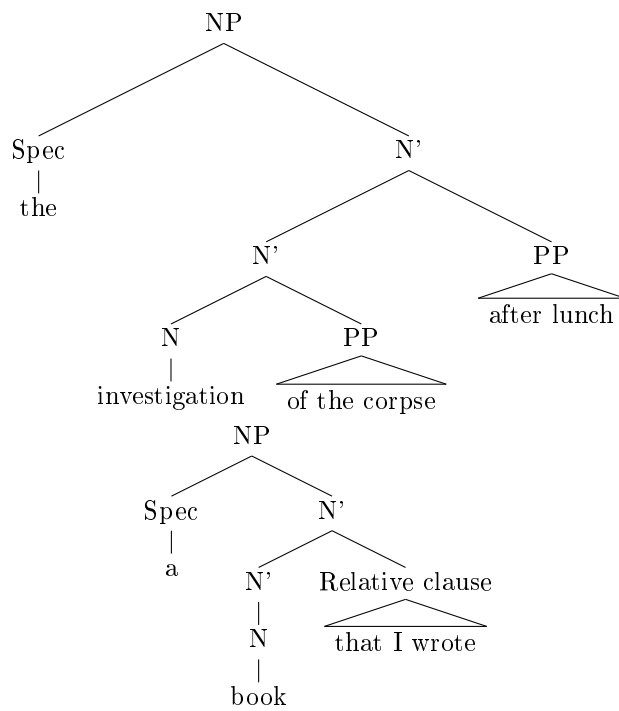 NP
Spec N'
the
N' PP
after lunch
N PP
investigation of the corpse
NP
Spec N'
a
N' Relative clause
N that I wrote
book